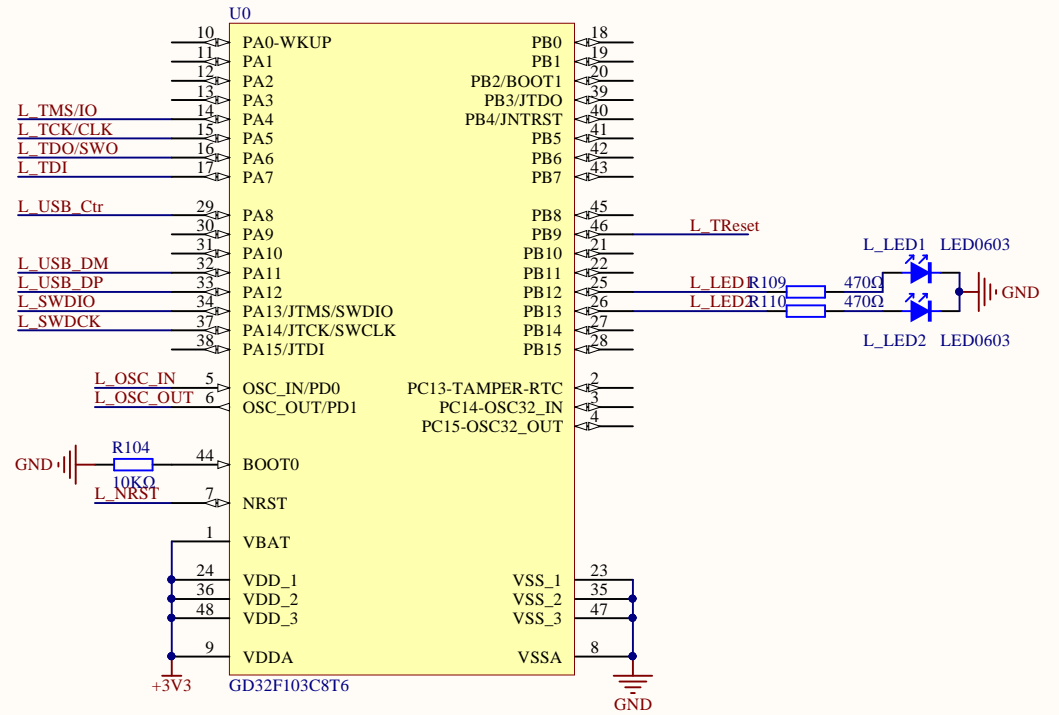 U0
10 PA0-WKUP PB0 18
11 PA1 PB1 19
12 PA2 PB2/BOOT1 20
13 PA3 PB3/JTDO 39
L_TMS/IO 14 PA4 PB4/JNTRST 40
L_TCK/CLK 15 PA5 PB5 41
L_TDO/SWO 16 PA6 PB6 42
L_TDI 17 PA7 PB7 43
L_USB_Ctr 29 PA8 PB8 45
30 PA9 PB9 46 L_TReset
31 PA10 PB10 21
L_LED1 LED0603
L_USB_DM 32 PA11 PB11 22
L_USB_DP 33 PA12 PB12 25 L_LED1 R109 470Ω
GND
L_SWDIO 34 PA13/JTMS/SWDIO PB13 26 L_LED2 R110 470Ω
L_SWDCK 37 PA14/JTCK/SWCLK PB14 27
L_LED2 LED0603
38 PA15/JTDI PB15 28
L_OSC_IN 5 OSC_IN/PD0 PC13-TAMPER-RTC 2
L_OSC_OUT 6 OSC_OUT/PD1 PC14-OSC32_IN 3
PC15-OSC32_OUT 4
R104
GND 44 BOOT0
10KΩ
L_NRST 7 NRST
1 VBAT
24 VDD_1 VSS_1 23
36 VDD_2 VSS_2 35
48 VDD_3 VSS_3 47
9 VDDA VSSA 8
+3V3 GD32F103C8T6
GND